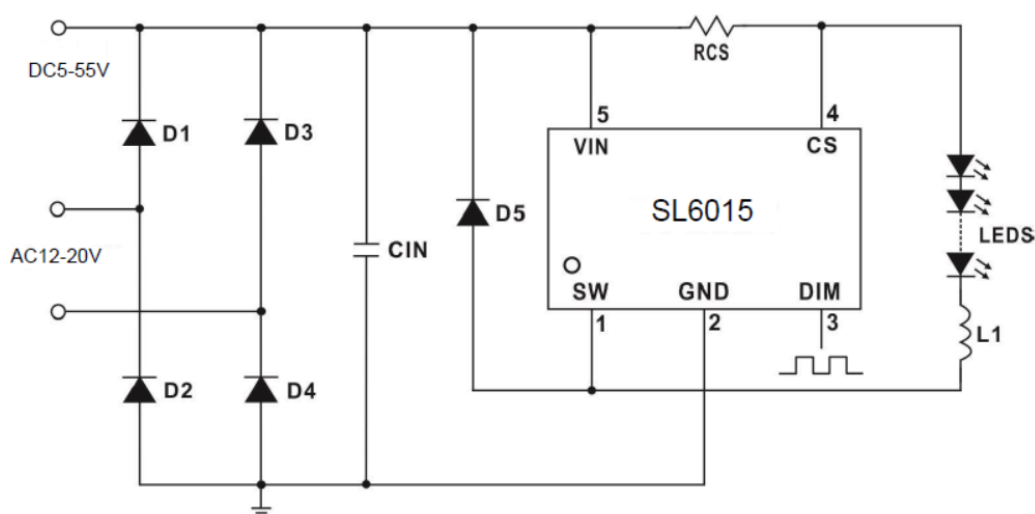 RCS
DC5-55V
5
4
VIN
CS
D1
D3
SL6015
D5
AC12-20V
CIN
LEDS
SW
GND
DIM
1
2
3
L1
D2
D4